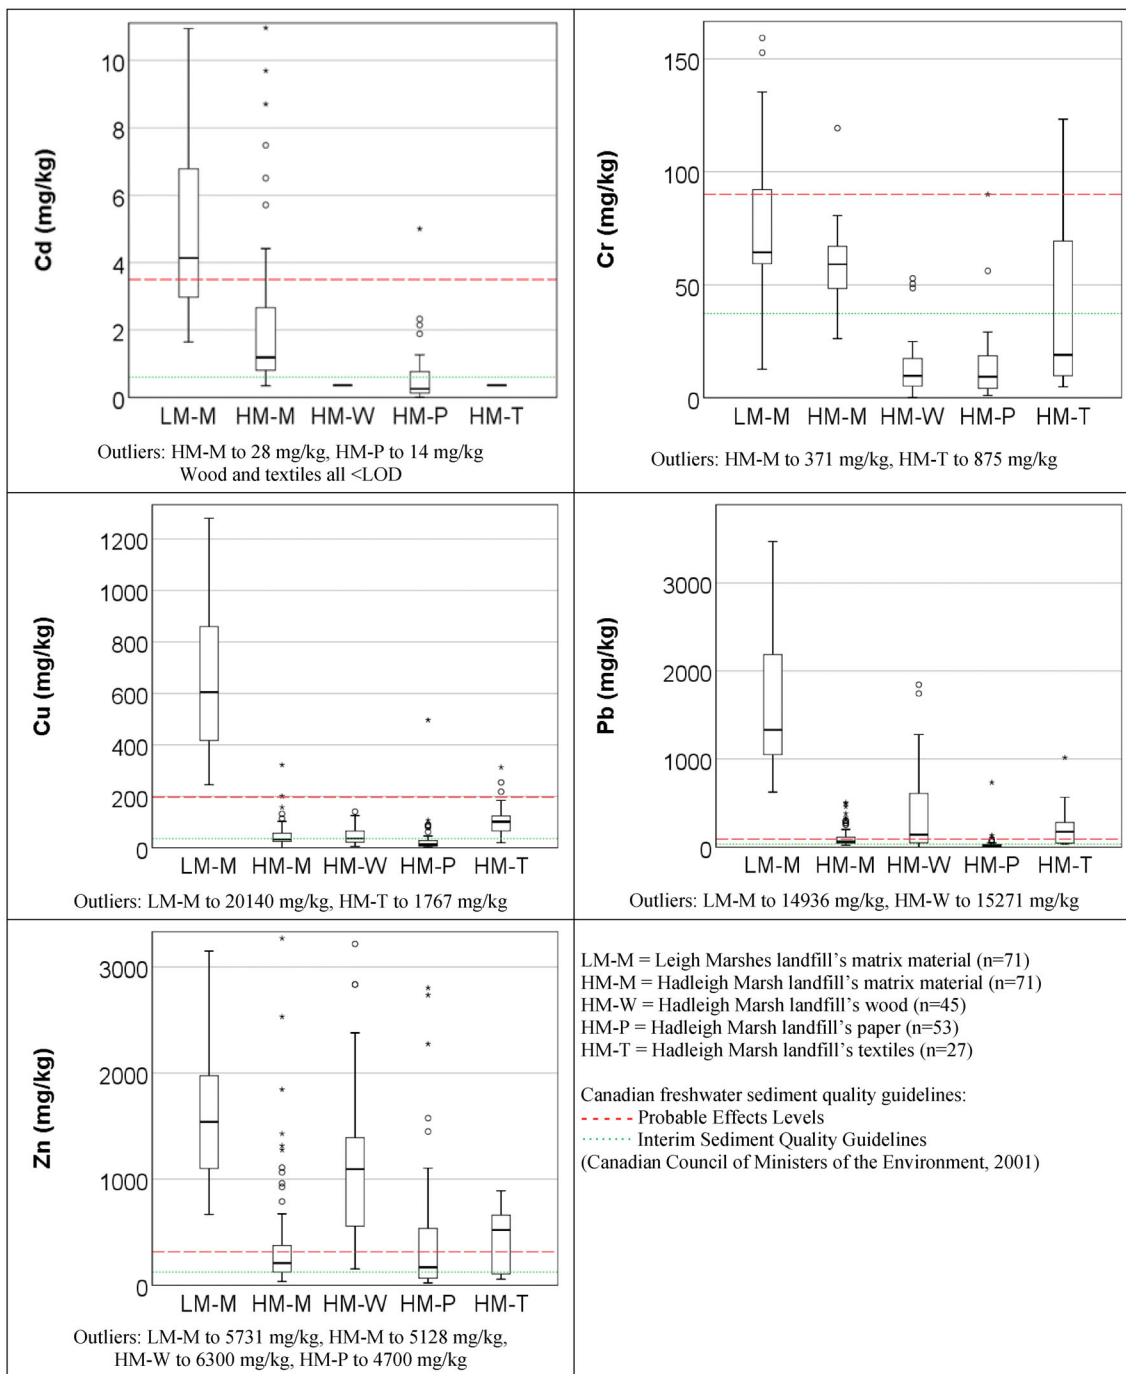 Cd (mg/kg)
10
8
6
4
2
0
LM-M HM-M HM-W HM-P HM-T
Outliers: HM-M to 28 mg/kg, HM-P to 14 mg/kg
Wood and textiles all <LOD
Cr (mg/kg)
150
100
50
0
LM-M HM-M HM-W HM-P HM-T
Outliers: HM-M to 371 mg/kg, HM-T to 875 mg/kg
Cu (mg/kg)
1200
1000
800
600
400
200
0
LM-M HM-M HM-W HM-P HM-T
Outliers: LM-M to 20140 mg/kg, HM-T to 1767 mg/kg
Pb (mg/kg)
3000
2000
1000
0
LM-M HM-M HM-W HM-P HM-T
Outliers: LM-M to 14936 mg/kg, HM-W to 15271 mg/kg
Zn (mg/kg)
3000
2000
1000
0
LM-M HM-M HM-W HM-P HM-T
Outliers: LM-M to 5731 mg/kg, HM-M to 5128 mg/kg,
HM-W to 6300 mg/kg, HM-P to 4700 mg/kg
LM-M = Leigh Marshes landfill's matrix material (n=71)
HM-M = Hadleigh Marsh landfill's matrix material (n=71)
HM-W = Hadleigh Marsh landfill's wood (n=45)
HM-P = Hadleigh Marsh landfill's paper (n=53)
HM-T = Hadleigh Marsh landfill's textiles (n=27)
Canadian freshwater sediment quality guidelines:
Probable Effects Levels
Interim Sediment Quality Guidelines
(Canadian Council of Ministers of the Environment, 2001)